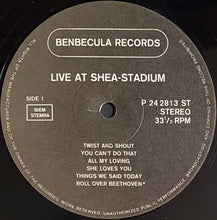 BENBECULA RECORDS
LIVE AT SHEA-STADIUM
SIDE 1
P 24 2813 ST
STEREO
33⅓ RPM
BIEM
STEMRA
TWIST AND SHOUT
YOU CAN'T DO THAT
ALL MY LOVING
SHE LOVES YOU
THINGS WE SAID TODAY
ROLL OVER BEETHOVEN